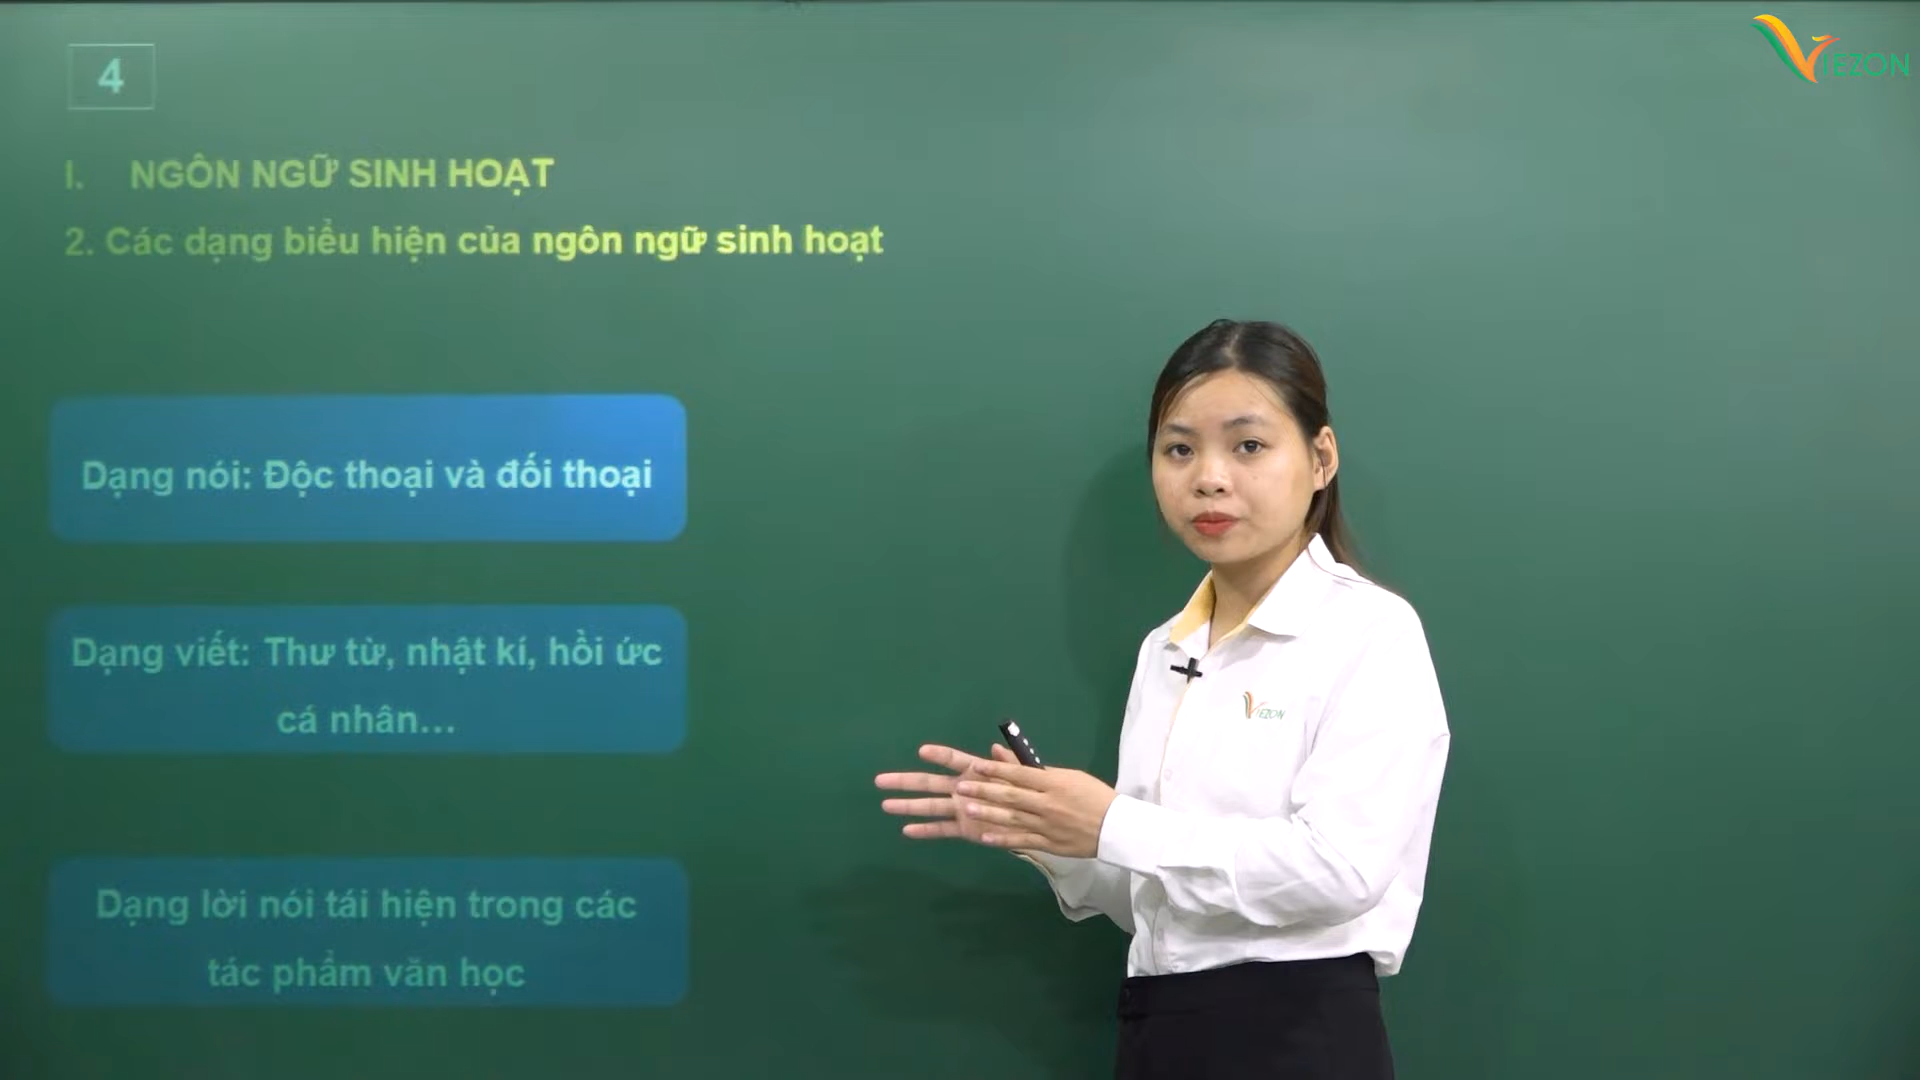 VIEZON
4
I. NGÔN NGỮ SINH HOẠT
2. Các dạng biểu hiện của ngôn ngữ sinh hoạt
Dạng nói: Độc thoại và đối thoại
Dạng viết: Thư từ, nhật kí, hồi ức
cá nhân...
Dạng lời nói tái hiện trong các
tác phẩm văn học
VIEZON